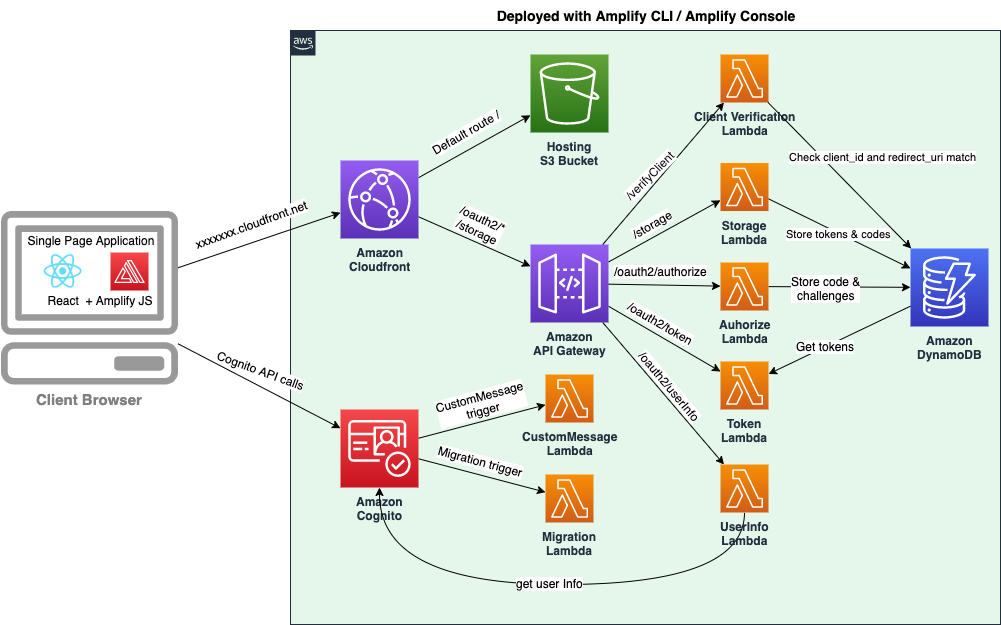 Deployed with Amplify CLI / Amplify Console
aws
Single Page Application
React + Amplify JS
Client Browser
xxxxxxx.cloudfront.net
Cognito API calls
Amazon
Cloudfront
Default route /
Hosting
S3 Bucket
/oauth2/*
/storage
Amazon
API Gateway
/verifyClient
/storage
/oauth2/authorize
/oauth2/token
/oauth2/userInfo
Client Verification
Lambda
Check client_id and redirect_uri match
Storage
Lambda
Store tokens & codes
Auhorize
Lambda
Store code &
challenges
Amazon
DynamoDB
Get tokens
Token
Lambda
UserInfo
Lambda
Amazon
Cognito
CustomMessage
trigger
CustomMessage
Lambda
Migration trigger
Migration
Lambda
get user Info